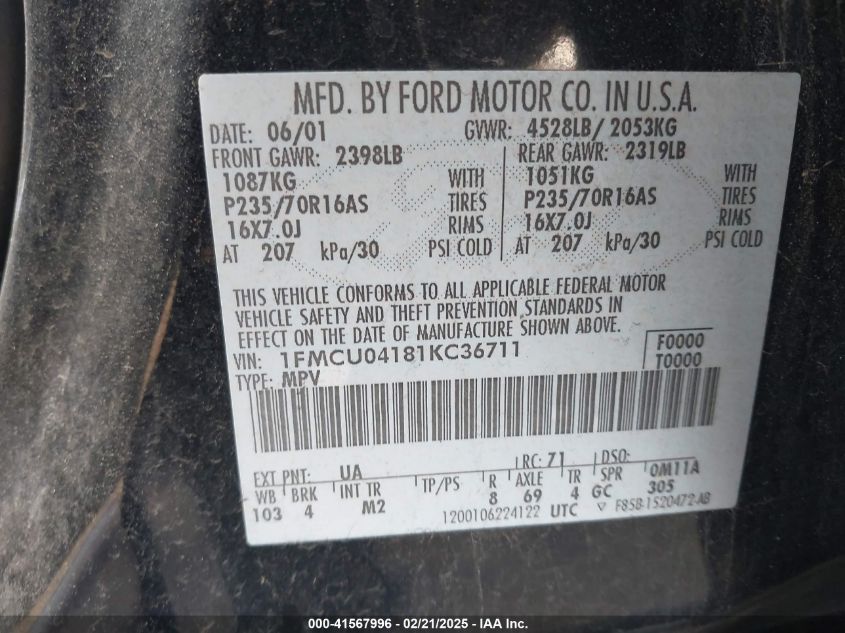 MFD. BY FORD MOTOR CO. IN U.S.A.
DATE: 06/01 GVWR: 4528LB/ 2053KG
FRONT GAWR: 2398LB REAR GAWR: 2319LB
1087KG WITH 1051KG WITH
P235/70R16AS TIRES P235/70R16AS TIRES
16X7.0J RIMS 16X7.0J RIMS
AT 207 kPa/30 PSI COLD AT 207 kPa/30 PSI COLD
THIS VEHICLE CONFORMS TO ALL APPLICABLE FEDERAL MOTOR
VEHICLE SAFETY AND THEFT PREVENTION STANDARDS IN
EFFECT ON THE DATE OF MANUFACTURE SHOWN ABOVE.
VIN: 1FMCU04181KC36711 F0000
TYPE: MPV T0000
EXT PNT: UA RC: 71 DSO:
WB BRK INT TR TP/PS R AXLE TR SPR 0M11A
103 4 M2 8 69 4 GC 305
1200106224122 UTC ▽ F85B-1520472-AB
000-41567996 - 02/21/2025 - IAA Inc.